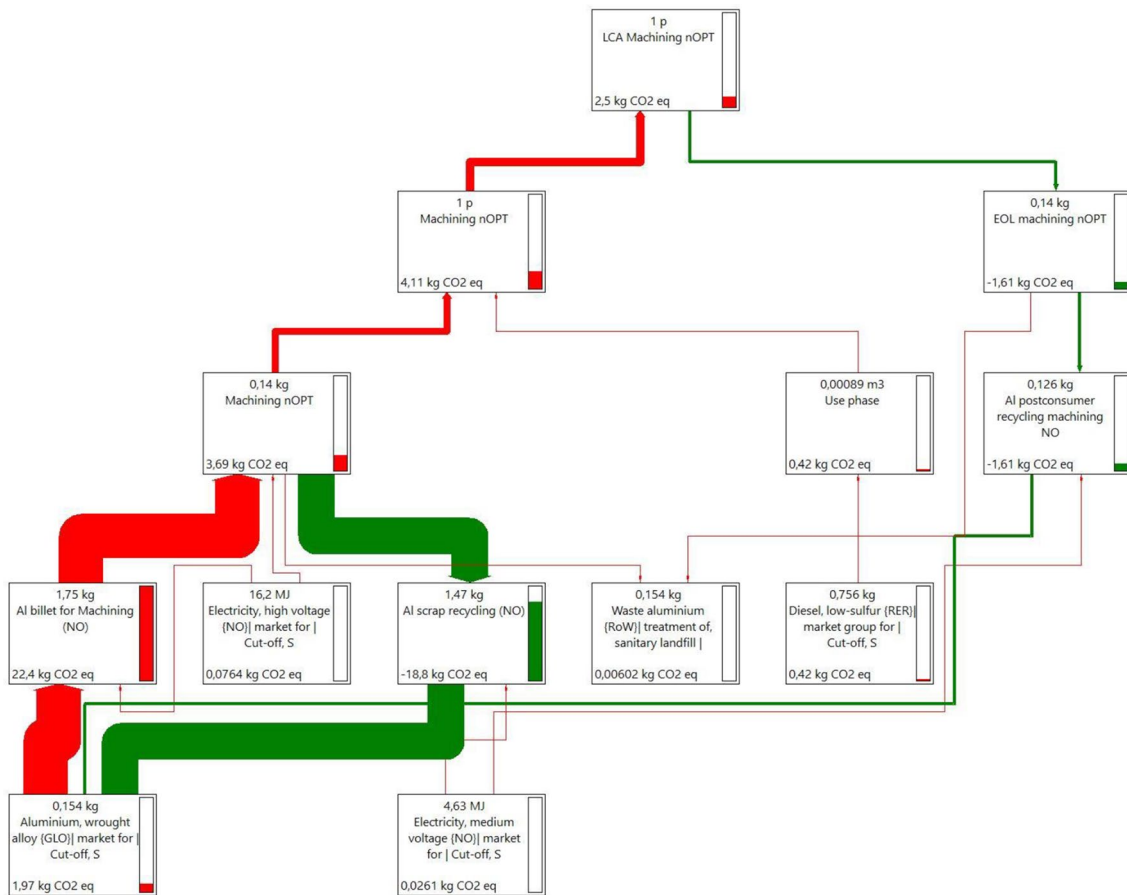 1 p
LCA Machining nOPT
2,5 kg CO2 eq
1 p
Machining nOPT
4,11 kg CO2 eq
0,14 kg
EOL machining nOPT
-1,61 kg CO2 eq
0,14 kg
Machining nOPT
3,69 kg CO2 eq
0,00089 m3
Use phase
0,42 kg CO2 eq
0,126 kg
Al postconsumer
recycling machining
NO
-1,61 kg CO2 eq
1,75 kg
Al billet for Machining
(NO)
22,4 kg CO2 eq
16,2 MJ
Electricity, high voltage
{NO}| market for |
Cut-off, S
0,0764 kg CO2 eq
1,47 kg
Al scrap recycling (NO)
-18,8 kg CO2 eq
0,154 kg
Waste aluminium
{RoW}| treatment of,
sanitary landfill |
0,00602 kg CO2 eq
0,756 kg
Diesel, low-sulfur {RER}|
market group for |
Cut-off, S
0,42 kg CO2 eq
0,154 kg
Aluminium, wrought
alloy {GLO}| market for |
Cut-off, S
1,97 kg CO2 eq
4,63 MJ
Electricity, medium
voltage {NO}| market
for | Cut-off, S
0,0261 kg CO2 eq